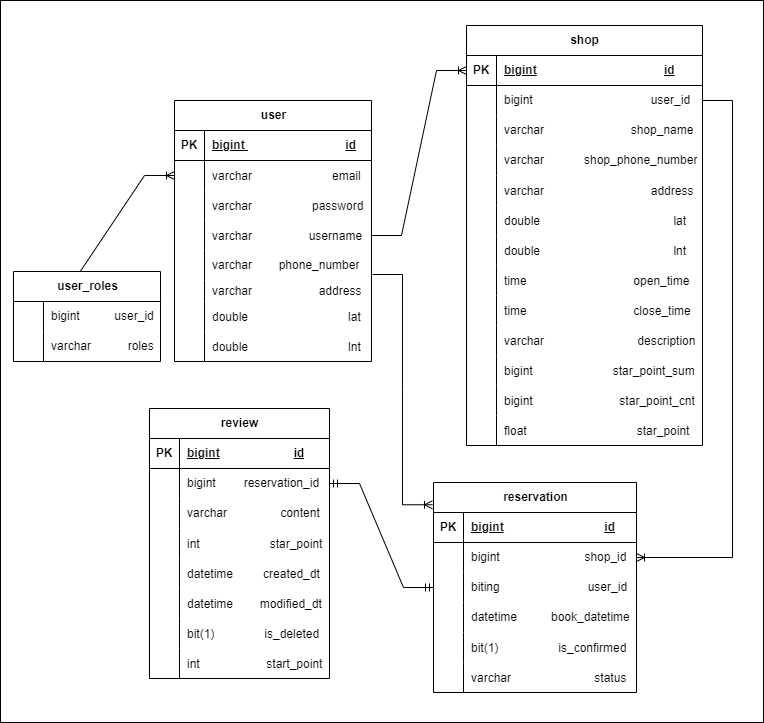 shop
PK bigint id
bigint user_id
varchar shop_name
varchar shop_phone_number
varchar address
double lat
double lnt
time open_time
time close_time
varchar description
bigint star_point_sum
bigint star_point_cnt
float star_point
user
PK bigint id
varchar email
varchar password
varchar username
varchar phone_number
varchar address
double lat
double lnt
user_roles
bigint user_id
varchar roles
review
PK bigint id
bigint reservation_id
varchar content
int star_point
datetime created_dt
datetime modified_dt
bit(1) is_deleted
int start_point
reservation
PK bigint id
bigint shop_id
biting user_id
datetime book_datetime
bit(1) is_confirmed
varchar status